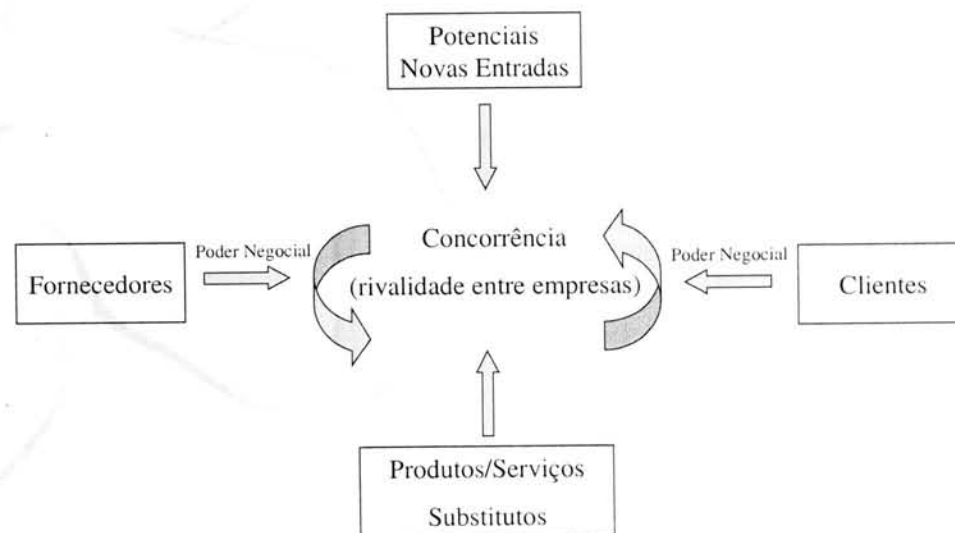 Potenciais
Novas Entradas
Concorrência
(rivalidade entre empresas)
Poder Negocial
Fornecedores
Poder Negocial
Clientes
Produtos/Serviços
Substitutos